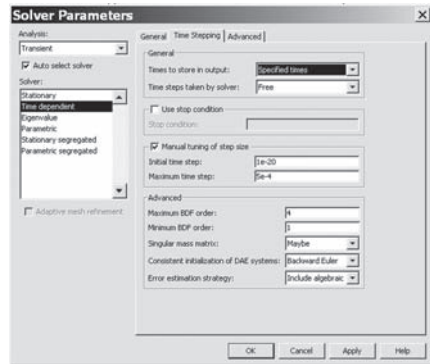 Solver Parameters
Analysis:
Transient
Auto select solver
Solver:
Stationary
Time dependent
Eigenvalue
Parametric
Stationary segregated
Parametric segregated
Adaptive mesh refinement
General Time Stepping Advanced
General
Times to store in output: Specified times
Time steps taken by solver: Free
Use stop condition
Stop condition:
Manual tuning of step size
Initial time step: 1e-20
Maximum time step: 5e-4
Advanced
Maximum BDF order: 4
Minimum BDF order: 1
Singular mass matrix: Maybe
Consistent initialization of DAE systems: Backward Euler
Error estimation strategy: Include algebraic
OK Cancel Apply Help